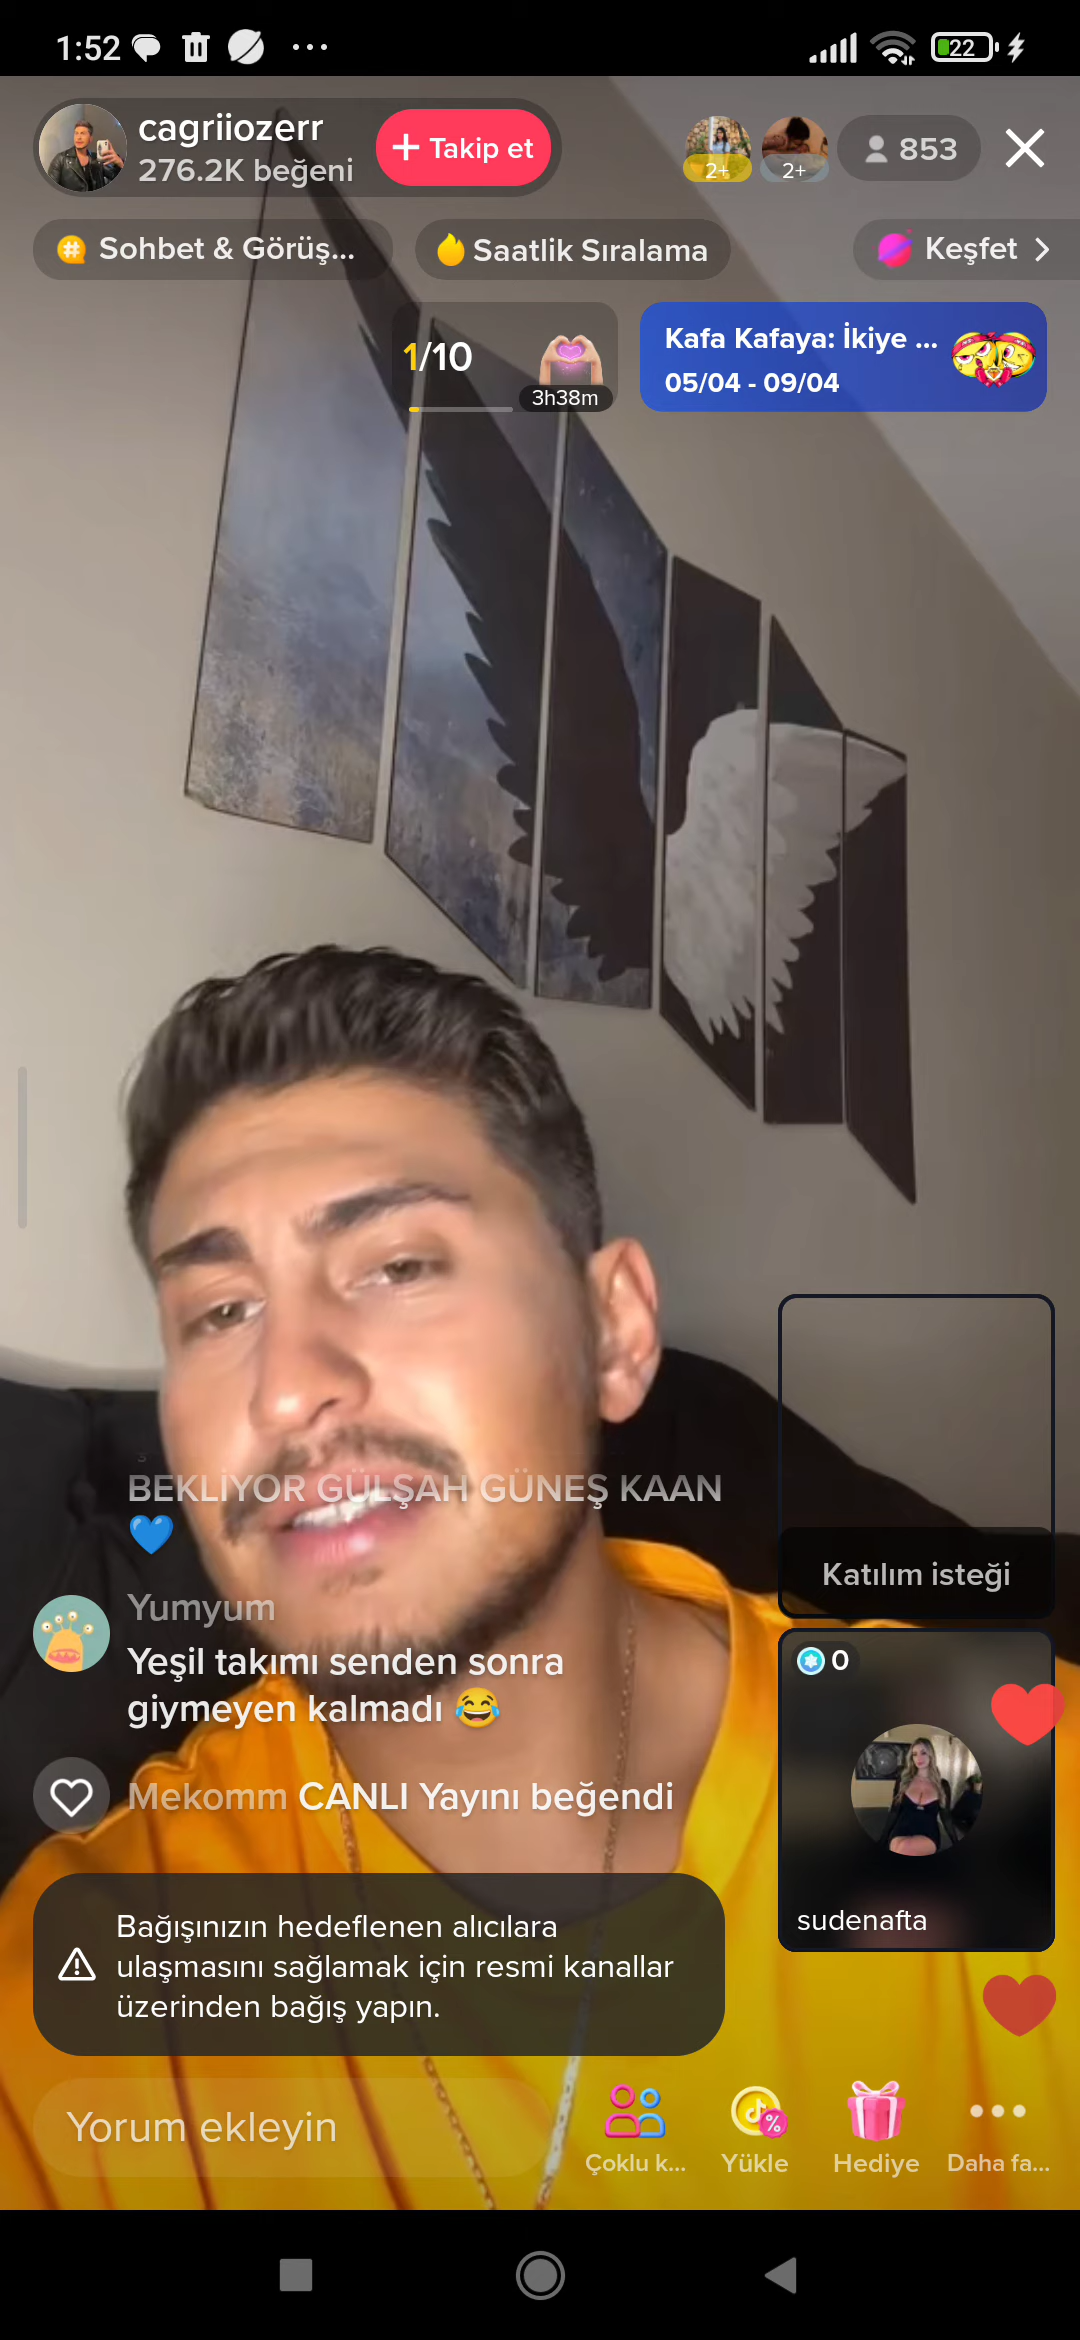 1:52
22
cagriiozerr
276.2K beğeni
+ Takip et
2+
2+
853
Sohbet & Görüş...
Saatlik Sıralama
Keşfet
1/10
3h38m
Kafa Kafaya: İkiye ...
05/04 - 09/04
BEKLİYOR GÜLŞAH GÜNEŞ KAAN
💙
Yumyum
Yeşil takımı senden sonra
giymeyen kalmadı 😂
Mekomm CANLI Yayını beğendi
Katılım isteği
0
sudenafta
Bağışınızın hedeflenen alıcılara
ulaşmasını sağlamak için resmi kanallar
üzerinden bağış yapın.
Yorum ekleyin
Çoklu k...
Yükle
Hediye
Daha fa...